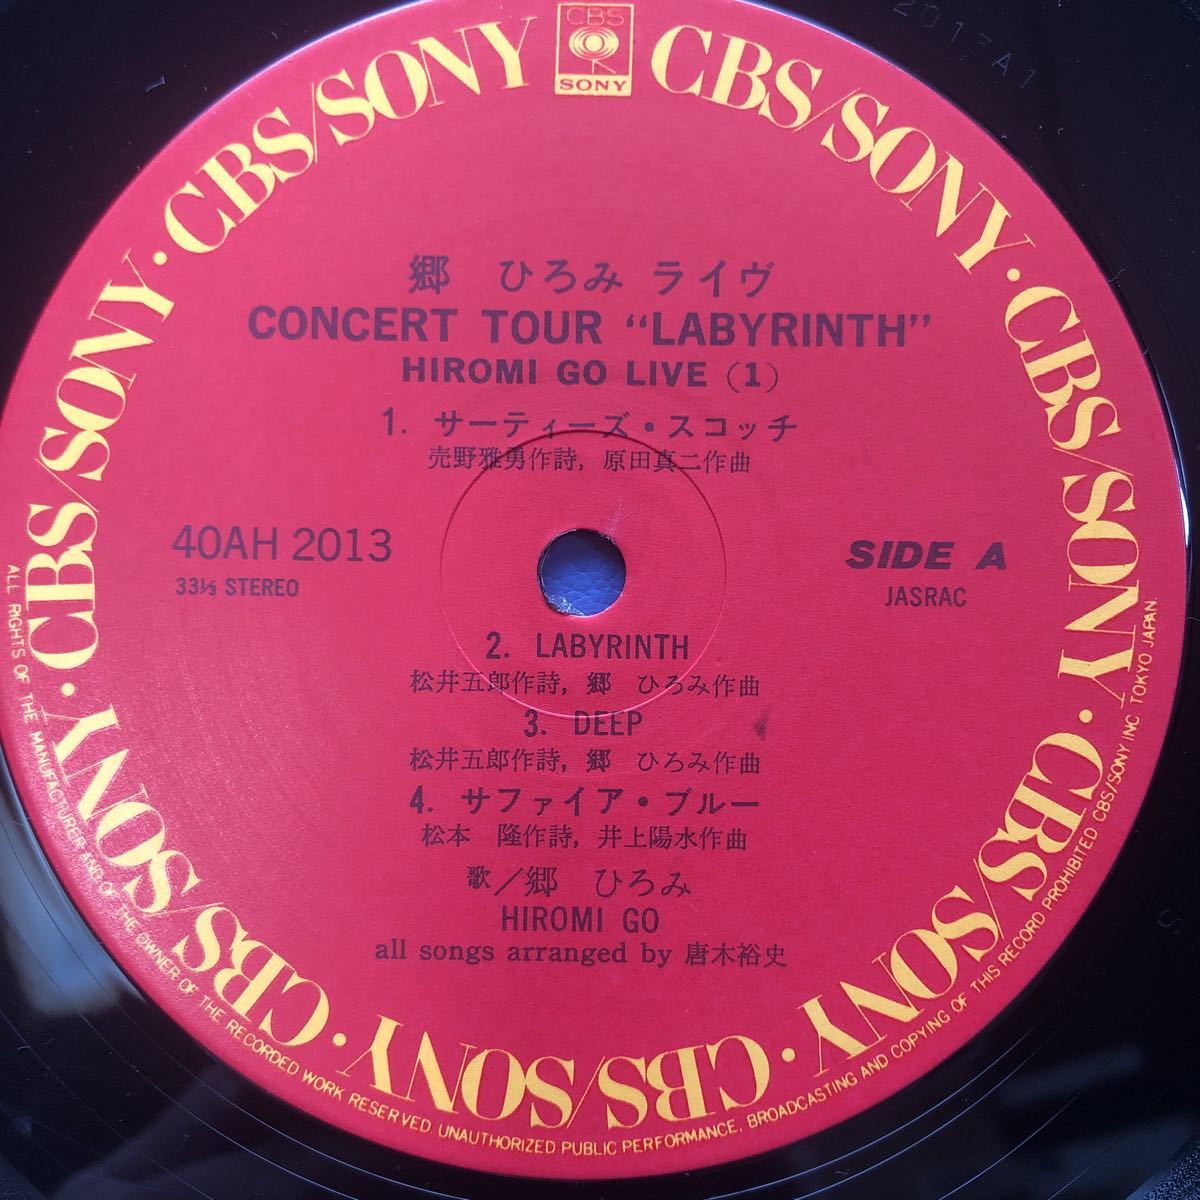 CBS
SONY
CBS/SONY · CBS/SONY · CBS/SONY · CBS/SONY · CBS/SONY · CBS/SONY · CBS/SONY · CBS/SONY · CBS/SONY
2013A1
郷 ひろみ ライヴ
CONCERT TOUR “LABYRINTH”
HIROMI GO LIVE (1)
1. サーティーズ・スコッチ
売野雅勇作詩, 原田真二作曲
40AH 2013
33⅓ STEREO
SIDE A
JASRAC
2. LABYRINTH
松井五郎作詩, 郷 ひろみ作曲
3. DEEP
松井五郎作詩, 郷 ひろみ作曲
4. サファイア・ブルー
松本 隆作詩, 井上陽水作曲
歌／郷 ひろみ
HIROMI GO
all songs arranged by 唐木裕史
ALL RIGHTS OF THE MANUFACTURER AND OF THE OWNER OF THE RECORDED WORK RESERVED UNAUTHORIZED PUBLIC PERFORMANCE, BROADCASTING AND COPYING OF THIS RECORD PROHIBITED CBS/SONY INC TOKYO JAPAN.